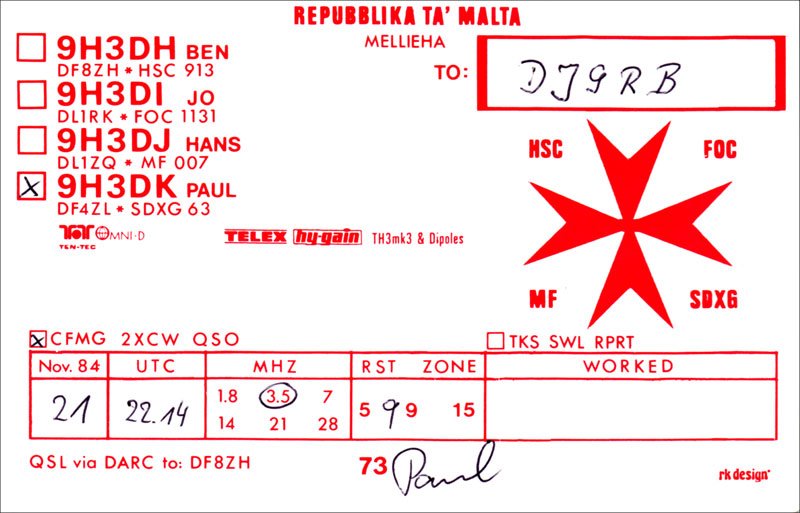 REPUBBLIKA TA' MALTA
MELLIEHA
TO: DJ9RB
9H3DH BEN
DF8ZH * HSC 913
9H3DI JO
DL1RK * FOC 1131
9H3DJ HANS
DL1ZQ * MF 007
X 9H3DK PAUL
DF4ZL * SDXG 63
HSC FOC
MF SDXG
TEN-TEC OMNI-D
TELEX hy-gain TH3mk3 & Dipoles
X CFMG 2XCW QSO
TKS SWL RPRT
Nov. 84 UTC MHZ RST ZONE WORKED
21 22.14 1.8 3.5 7 5 9 9 15
14 21 28
QSL via DARC to: DF8ZH
73 Paul
rk design